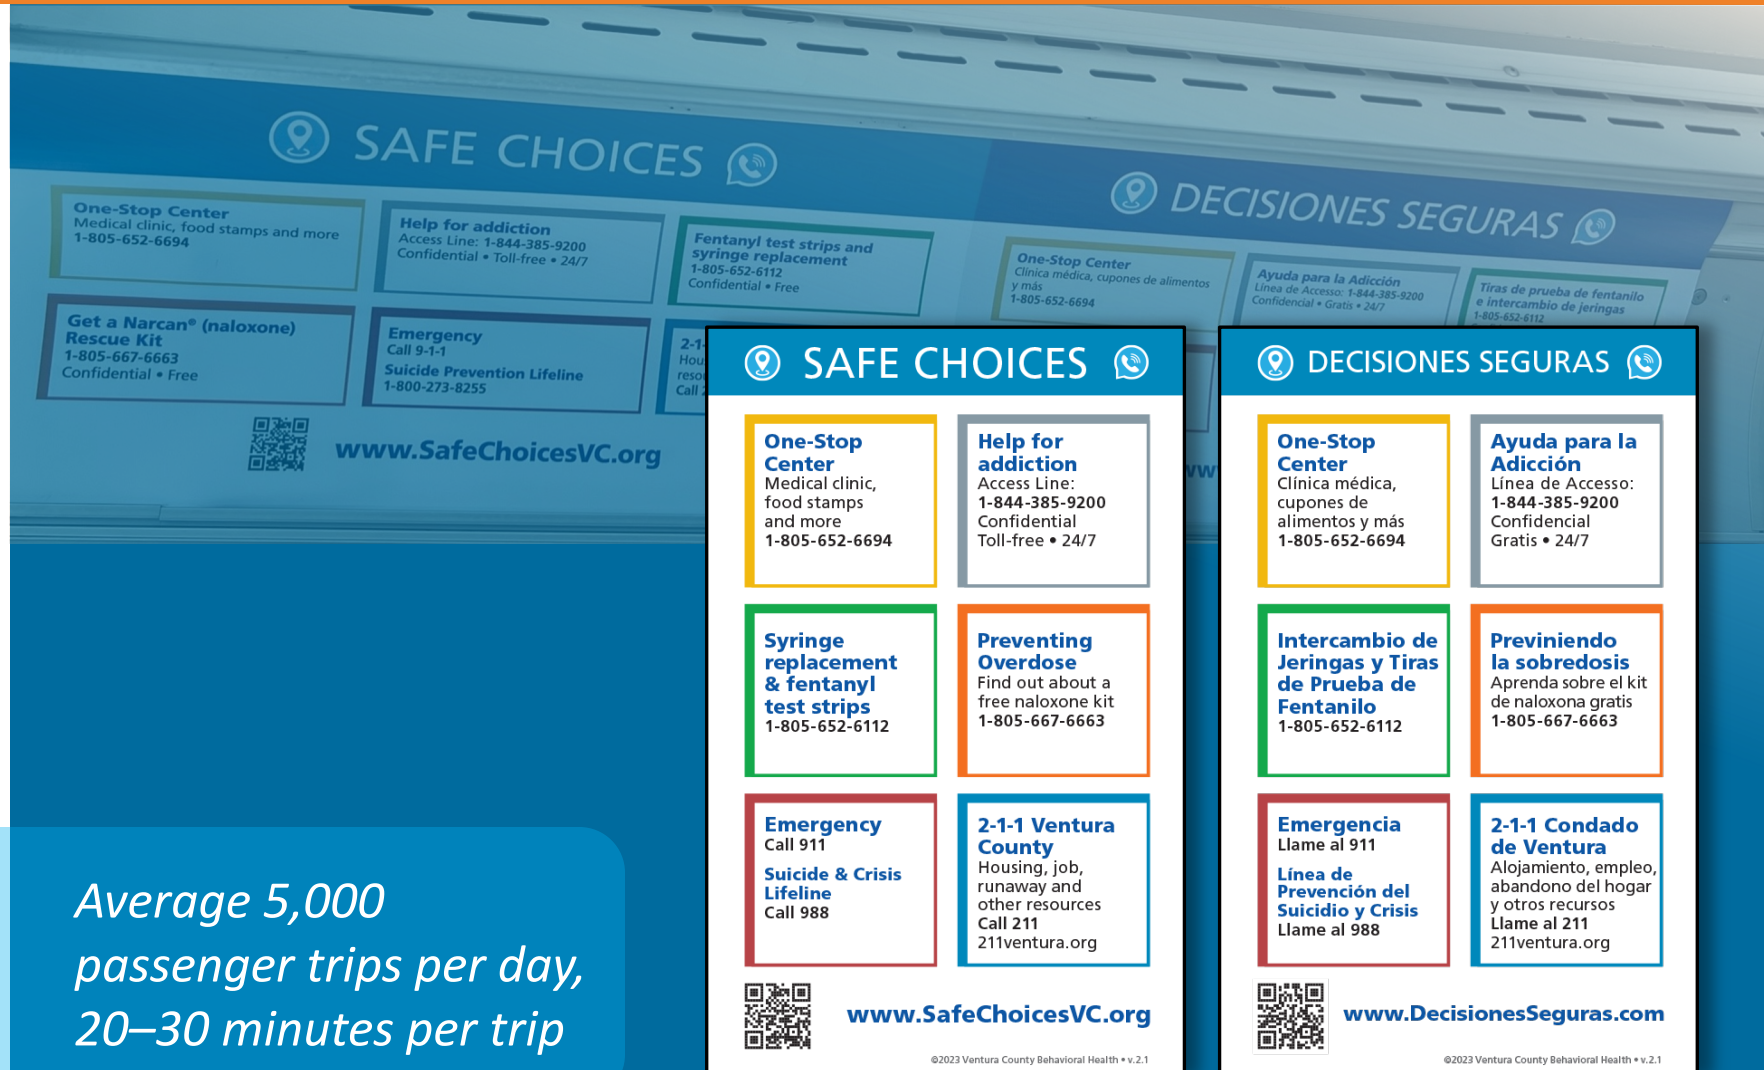 SAFE CHOICES
One-Stop Center
Medical clinic, food stamps and more
1-805-652-6694
Help for addiction
Access Line: 1-844-385-9200
Confidential • Toll-free • 24/7
Fentanyl test strips and
syringe replacement
1-805-652-6112
Confidential • Free
Get a Narcan® (naloxone)
Rescue Kit
1-805-667-6663
Confidential • Free
Emergency
Call 9-1-1
Suicide Prevention Lifeline
1-800-273-8255
www.SafeChoicesVC.org
DECISIONES SEGURAS
One-Stop Center
Clínica médica, cupones de alimentos
y más
1-805-652-6694
Ayuda para la Adicción
Línea de Accesso: 1-844-385-9200
Confidencial • Gratis • 24/7
Tiras de prueba de fentanilo
e intercambio de jeringas
1-805-652-6112
SAFE CHOICES
One-Stop
Center
Medical clinic,
food stamps
and more
1-805-652-6694
Help for
addiction
Access Line:
1-844-385-9200
Confidential
Toll-free • 24/7
Syringe
replacement
& fentanyl
test strips
1-805-652-6112
Preventing
Overdose
Find out about a
free naloxone kit
1-805-667-6663
Emergency
Call 911
Suicide & Crisis
Lifeline
Call 988
2-1-1 Ventura
County
Housing, job,
runaway and
other resources
Call 211
211ventura.org
www.SafeChoicesVC.org
©2023 Ventura County Behavioral Health • v.2.1
DECISIONES SEGURAS
One-Stop
Center
Clínica médica,
cupones de
alimentos y más
1-805-652-6694
Ayuda para la
Adicción
Línea de Accesso:
1-844-385-9200
Confidencial
Gratis • 24/7
Intercambio de
Jeringas y Tiras
de Prueba de
Fentanilo
1-805-652-6112
Previniendo
la sobredosis
Aprenda sobre el kit
de naloxona gratis
1-805-667-6663
Emergencia
Llame al 911
Línea de
Prevención del
Suicidio y Crisis
Llame al 988
2-1-1 Condado
de Ventura
Alojamiento, empleo,
abandono del hogar
y otros recursos
Llame al 211
211ventura.org
www.DecisionesSeguras.com
©2023 Ventura County Behavioral Health • v.2.1
Average 5,000
passenger trips per day,
20–30 minutes per trip